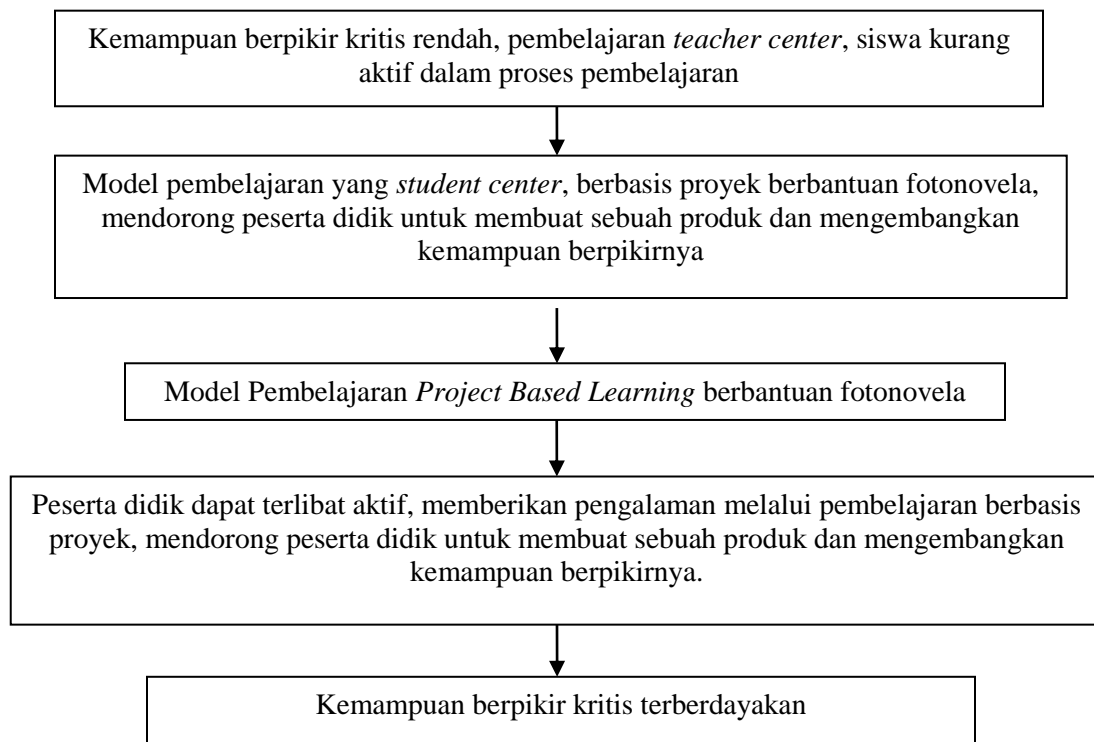 Kemampuan berpikir kritis rendah, pembelajaran teacher center, siswa kurang
aktif dalam proses pembelajaran
Model pembelajaran yang student center, berbasis proyek berbantuan fotonovela,
mendorong peserta didik untuk membuat sebuah produk dan mengembangkan
kemampuan berpikirnya
Model Pembelajaran Project Based Learning berbantuan fotonovela
Peserta didik dapat terlibat aktif, memberikan pengalaman melalui pembelajaran berbasis
proyek, mendorong peserta didik untuk membuat sebuah produk dan mengembangkan
kemampuan berpikirnya.
Kemampuan berpikir kritis terberdayakan